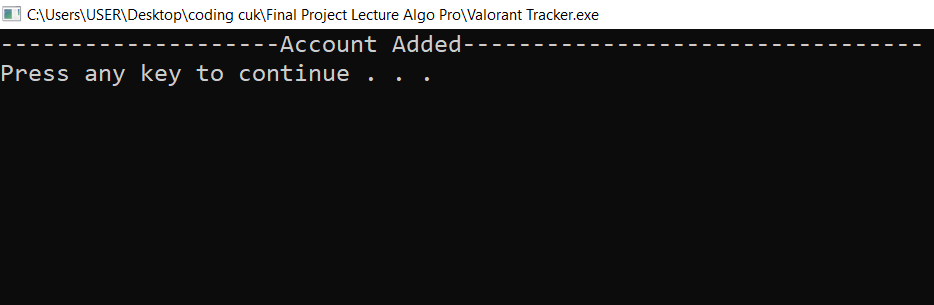 C:\Users\USER\Desktop\coding cuk\Final Project Lecture Algo Pro\Valorant Tracker.exe
--------------------Account Added---------------------------------
Press any key to continue . . .